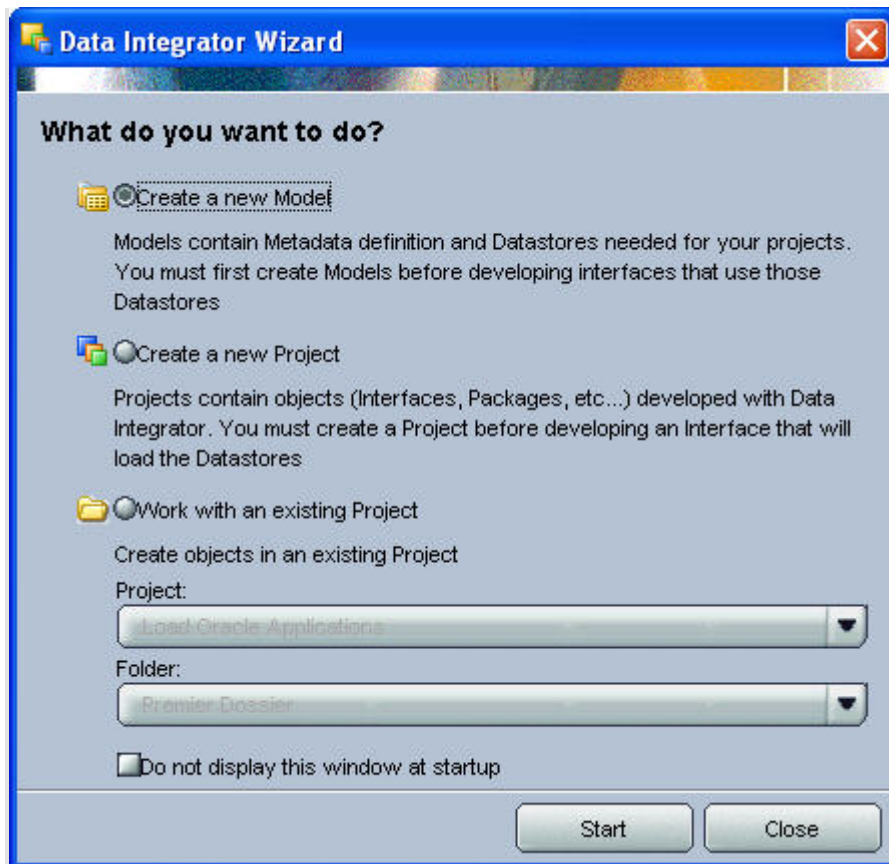 Data Integrator Wizard
What do you want to do?
Create a new Model
Models contain Metadata definition and Datastores needed for your projects.
You must first create Models before developing interfaces that use those
Datastores
Create a new Project
Projects contain objects (Interfaces, Packages, etc...) developed with Data
Integrator. You must create a Project before developing an Interface that will
load the Datastores
Work with an existing Project
Create objects in an existing Project
Project:
Load Oracle Applications
Folder:
Premier Dossier
Do not display this window at startup
Start
Close